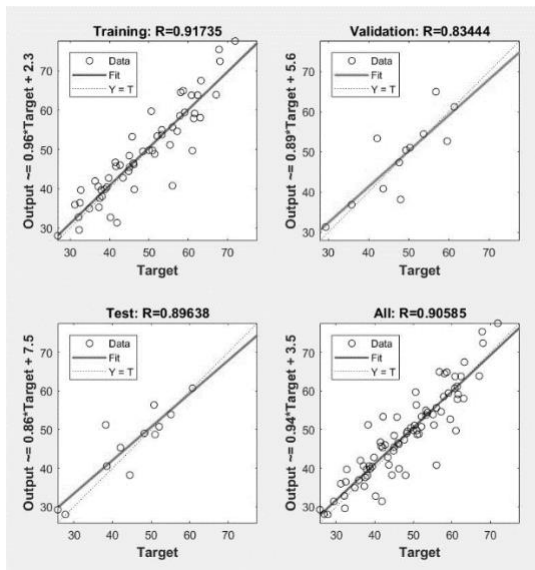 Training: R=0.91735
Output ~= 0.96*Target + 2.3
Data
Fit
Y = T
70
60
50
40
30
30 40 50 60 70
Target
Validation: R=0.83444
Output ~= 0.89*Target + 5.6
Data
Fit
Y = T
70
60
50
40
30
30 40 50 60 70
Target
Test: R=0.89638
Output ~= 0.86*Target + 7.5
Data
Fit
Y = T
70
60
50
40
30
30 40 50 60 70
Target
All: R=0.90585
Output ~= 0.94*Target + 3.5
Data
Fit
Y = T
70
60
50
40
30
30 40 50 60 70
Target